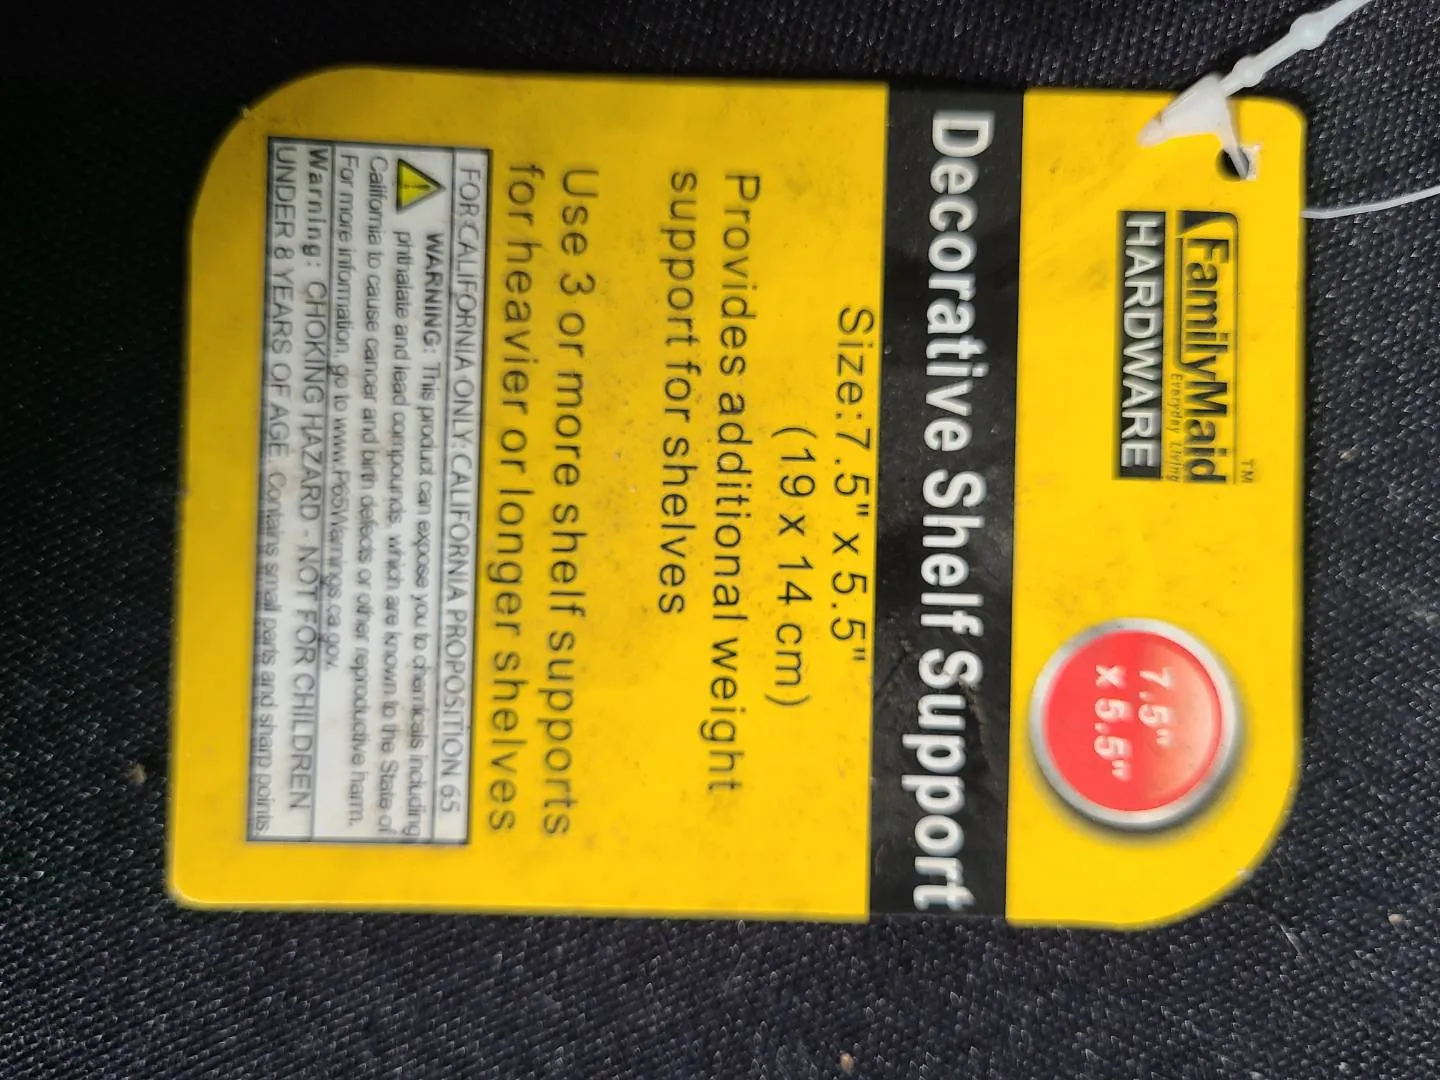 FamilyMaid™
Everyday Living
HARDWARE
7.5"
x 5.5"
Decorative Shelf Support
Size:7.5" x 5.5"
(19 x 14 cm)
Provides additional weight
support for shelves
Use 3 or more shelf supports
for heavier or longer shelves
FOR CALIFORNIA ONLY: CALIFORNIA PROPOSITION 65
WARNING: This product can expose you to chemicals including
phthalate and lead compounds, which are known to the State of
California to cause cancer and birth defects or other reproductive harm.
For more information, go to www.P65Warnings.ca.gov.
Warning: CHOKING HAZARD - NOT FOR CHILDREN
UNDER 8 YEARS OF AGE. Contains small parts and sharp points.